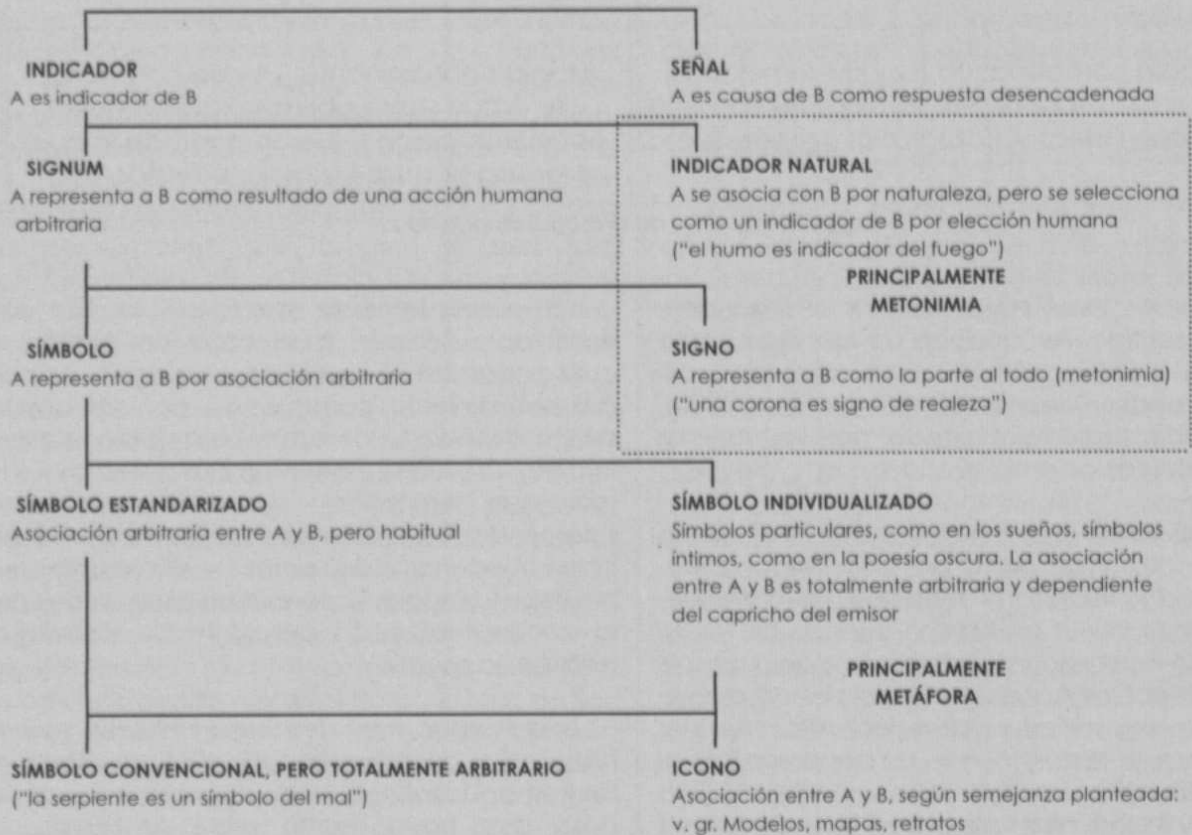 INDICADOR
A es indicador de B
SEÑAL
A es causa de B como respuesta desencadenada
SIGNUM
A representa a B como resultado de una acción humana
arbitraria
INDICADOR NATURAL
A se asocia con B por naturaleza, pero se selecciona
como un indicador de B por elección humana
("el humo es indicador del fuego")
PRINCIPALMENTE
METONIMIA
SÍMBOLO
A representa a B por asociación arbitraria
SIGNO
A representa a B como la parte al todo (metonimia)
("una corona es signo de realeza")
SÍMBOLO ESTANDARIZADO
Asociación arbitraria entre A y B, pero habitual
SÍMBOLO INDIVIDUALIZADO
Símbolos particulares, como en los sueños, símbolos
íntimos, como en la poesía oscura. La asociación
entre A y B es totalmente arbitraria y dependiente
del capricho del emisor
PRINCIPALMENTE
METÁFORA
SÍMBOLO CONVENCIONAL, PERO TOTALMENTE ARBITRARIO
("la serpiente es un símbolo del mal")
ICONO
Asociación entre A y B, según semejanza planteada:
v. gr. Modelos, mapas, retratos